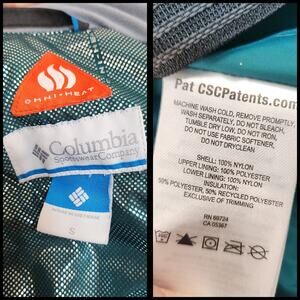 OMNI-HEAT
Columbia
Sportswear Company
S
Pat CSCPatents.com
MACHINE WASH COLD, REMOVE PROMPTLY
WASH SEPARATELY, DO NOT BLEACH,
TUMBLE DRY LOW, DO NOT IRON,
DO NOT USE FABRIC SOFTENER,
DO NOT DRYCLEAN.
SHELL: 100% NYLON
UPPER LINING: 100% POLYESTER
LOWER LINING: 100% NYLON
INSULATION:
50% POLYESTER, 50% RECYCLED POLYESTER
EXCLUSIVE OF TRIMMING
RN 69724
CA 05367